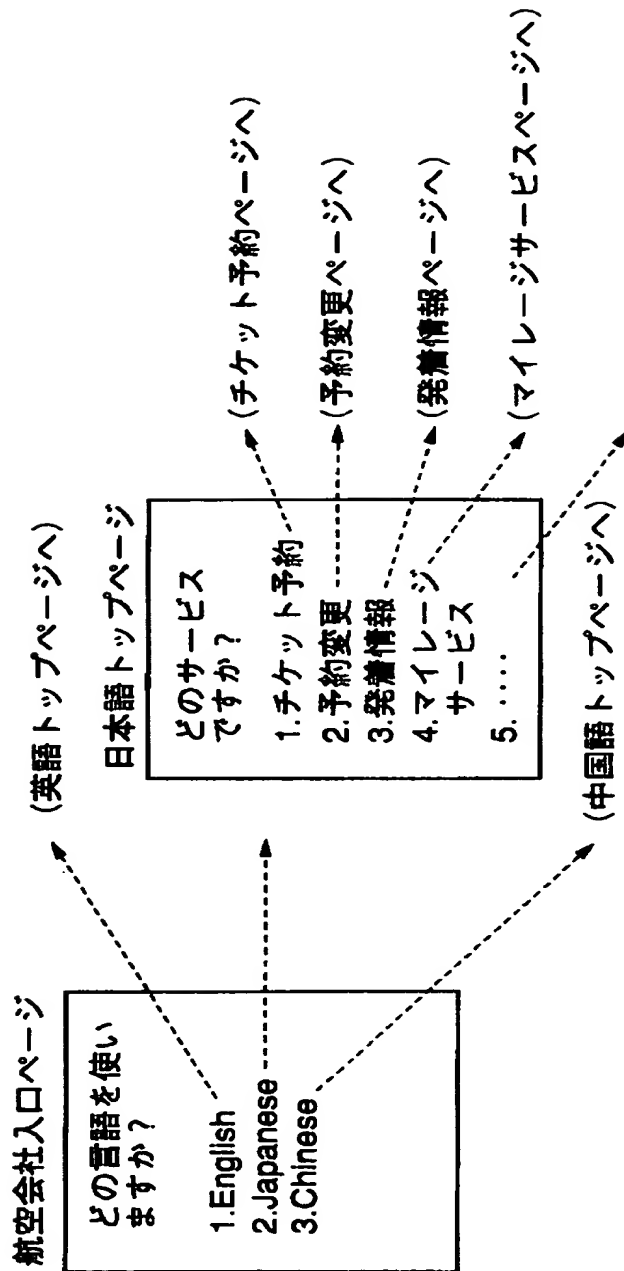 航空会社入口ページ
どの言語を使い
ますか？
1.English
2.Japanese
3.Chinese
(英語トップページへ)
日本語トップページ
どのサービス
ですか？
1.チケット予約
2.予約変更
3.発着情報
4.マイレージ
サービス
5. ....
(中国語トップページへ)
(チケット予約ページへ)
(予約変更ページへ)
(発着情報ページへ)
(マイレージサービスページへ)